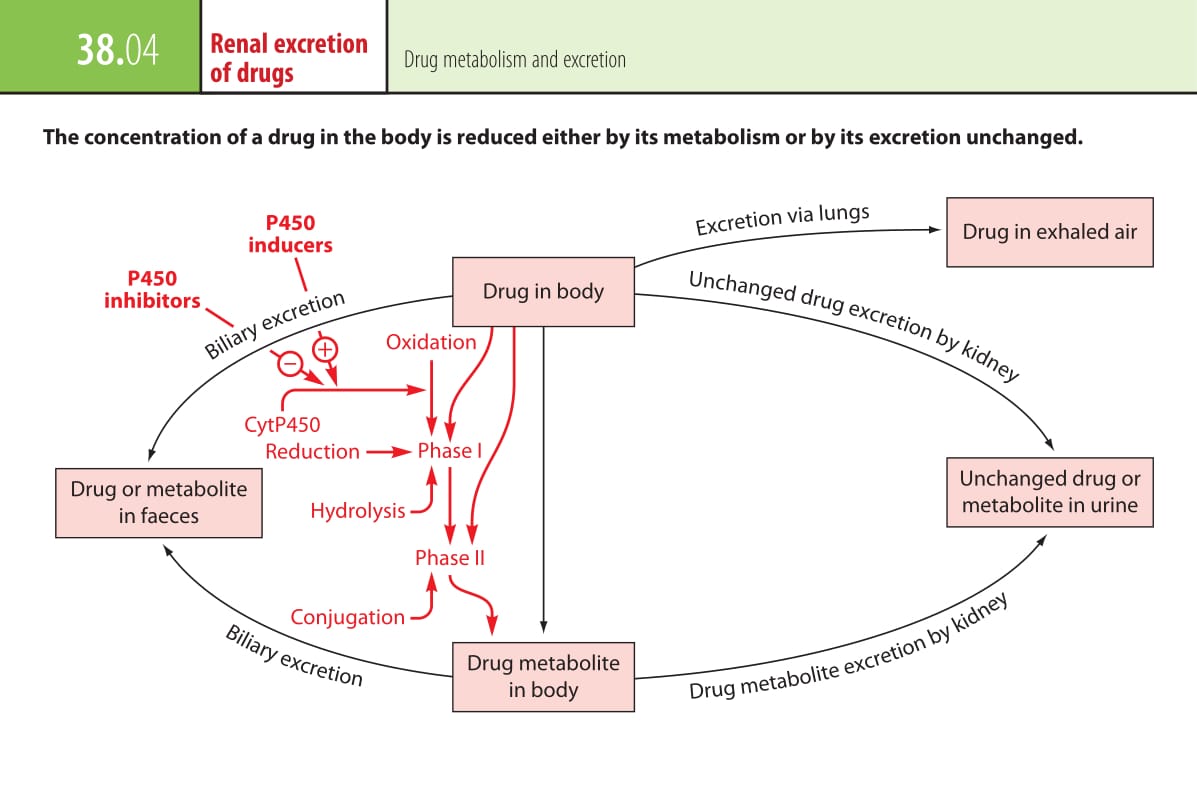 38.04
Renal excretion
of drugs
Drug metabolism and excretion
The concentration of a drug in the body is reduced either by its metabolism or by its excretion unchanged.
P450
inducers
P450
inhibitors
Biliary excretion
Excretion via lungs
Drug in exhaled air
Drug in body
Unchanged drug excretion by kidney
Oxidation
−
+
CytP450
Reduction
Phase I
Hydrolysis
Drug or metabolite
in faeces
Unchanged drug or
metabolite in urine
Phase II
Conjugation
Biliary excretion
Drug metabolite
in body
Drug metabolite excretion by kidney